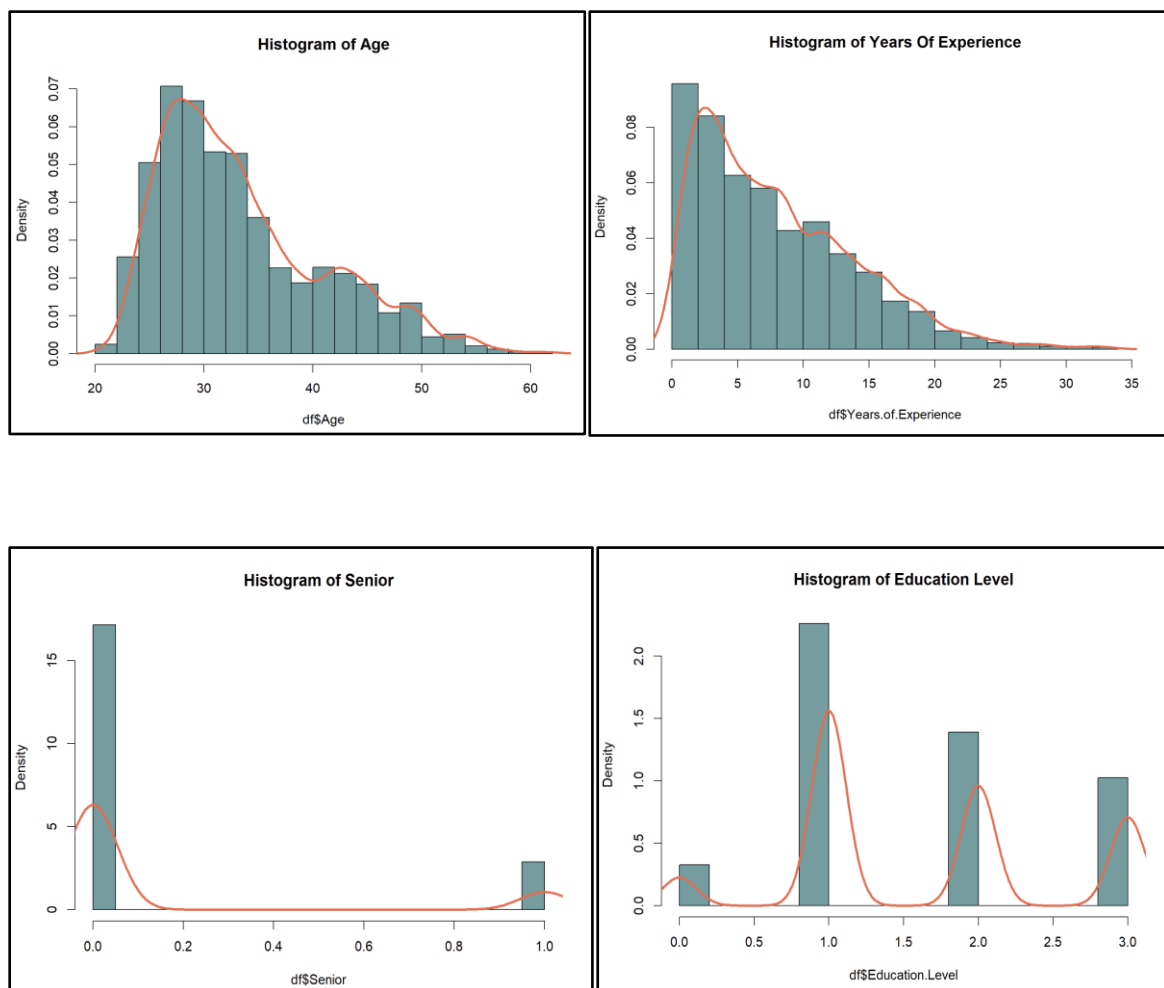 Histogram of Age
Density
0.00 0.01 0.02 0.03 0.04 0.05 0.06 0.07
20 30 40 50 60
df$Age
Histogram of Years Of Experience
Density
0.00 0.02 0.04 0.06 0.08
0 5 10 15 20 25 30 35
df$Years.of.Experience
Histogram of Senior
Density
0 5 10 15
0.0 0.2 0.4 0.6 0.8 1.0
df$Senior
Histogram of Education Level
Density
0.0 0.5 1.0 1.5 2.0
0.0 0.5 1.0 1.5 2.0 2.5 3.0
df$Education.Level